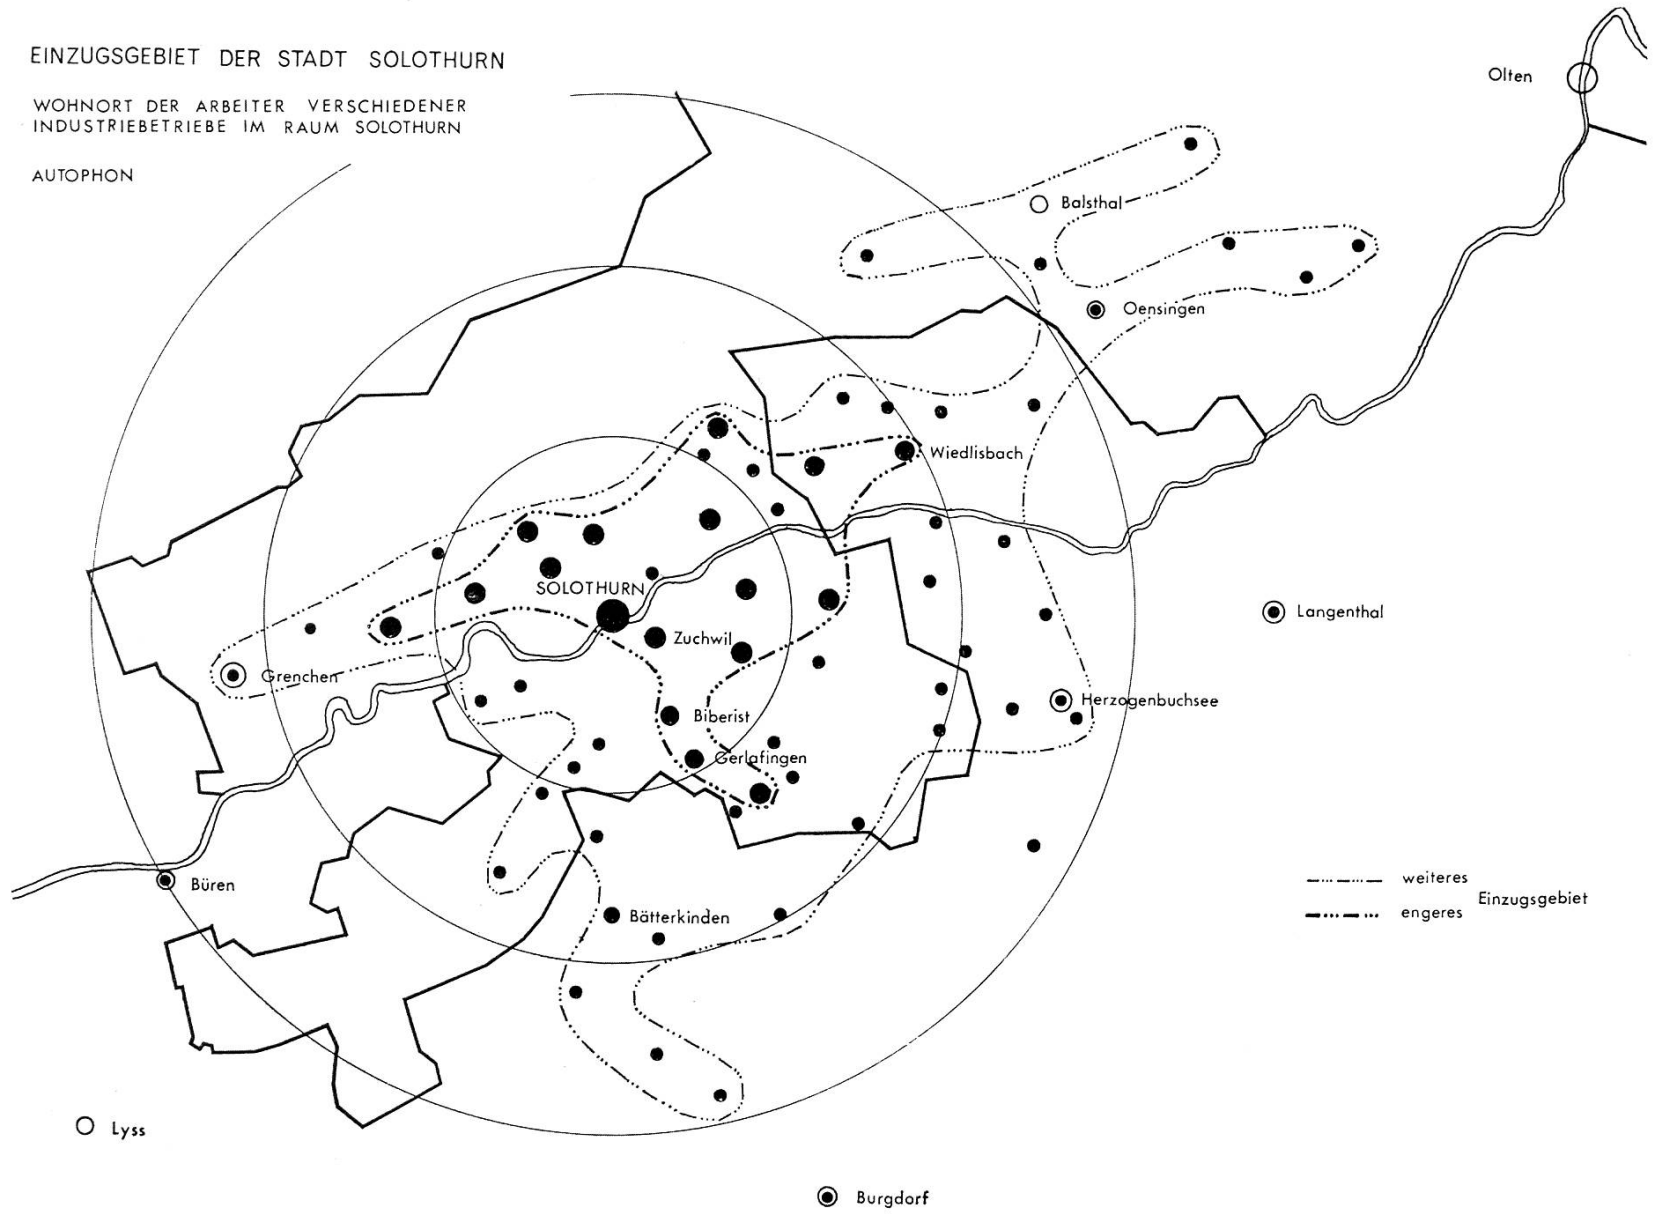 EINZUGSGEBIET DER STADT SOLOTHURN
WOHNORT DER ARBEITER VERSCHIEDENER
INDUSTRIEBETRIEBE IM RAUM SOLOTHURN
AUTOPHON
Olten
Balsthal
Oensingen
Wiedlisbach
SOLOTHURN
Langenthal
Zuchwil
Grenchen
Herzogenbuchsee
Biberist
Gerlafingen
Büren
weiteres
Einzugsgebiet
engeres
Bätterkinden
Lyss
Burgdorf